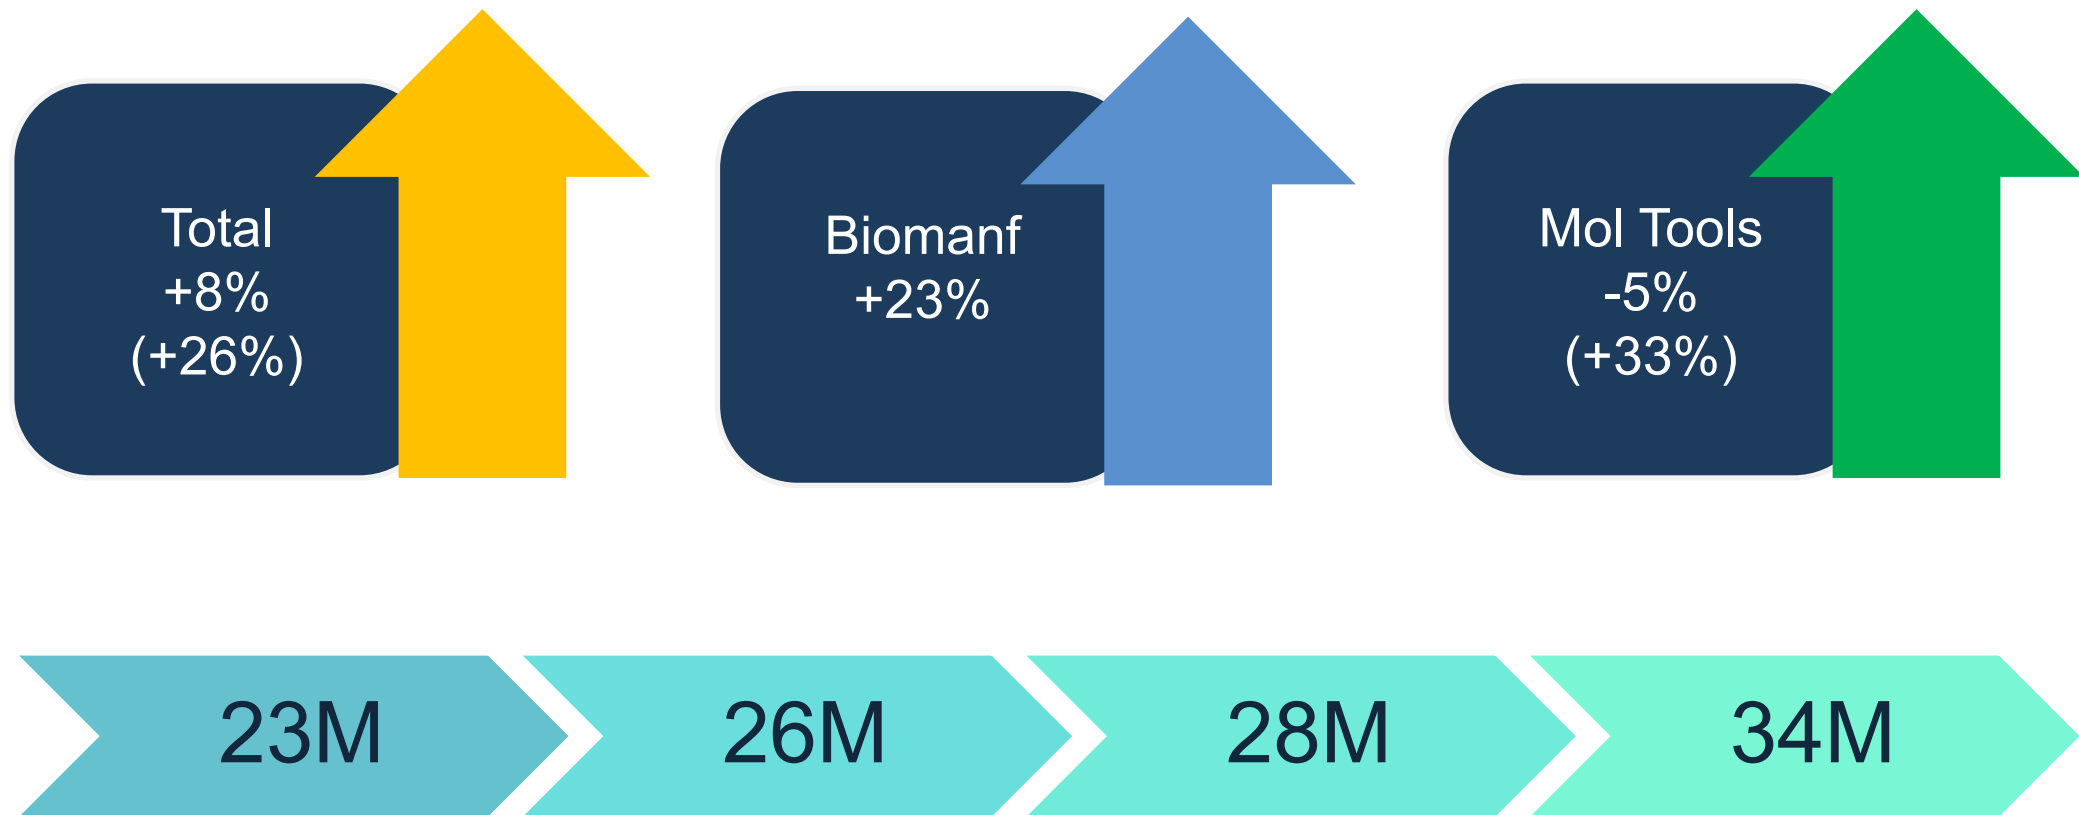 Total
+8%
(+26%)
Biomanf
+23%
Mol Tools
-5%
(+33%)
23M
26M
28M
34M